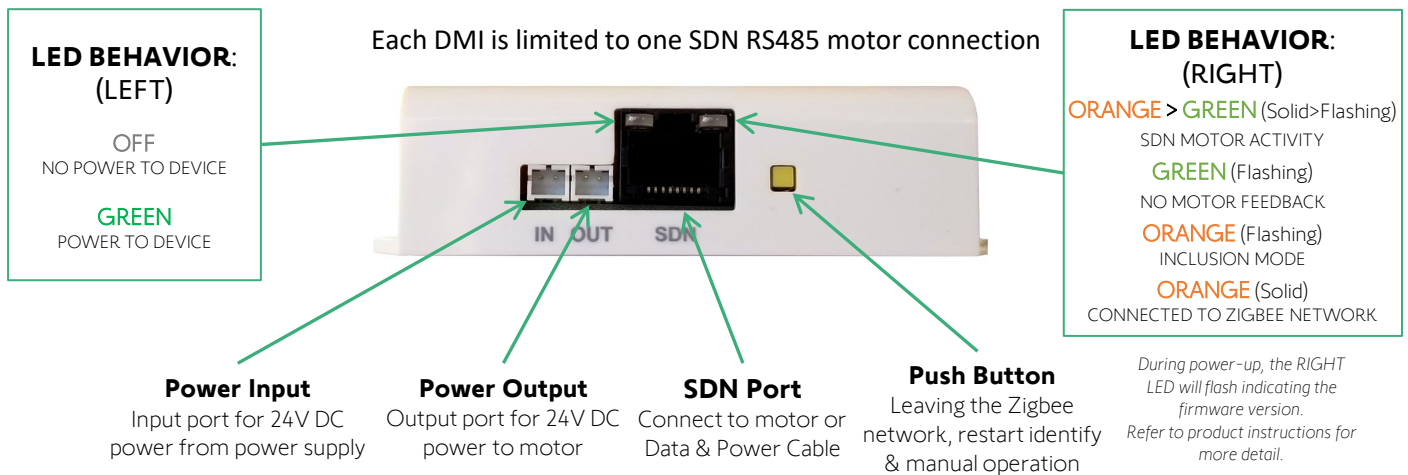 Each DMI is limited to one SDN RS485 motor connection
LED BEHAVIOR:
(LEFT)
OFF
NO POWER TO DEVICE
GREEN
POWER TO DEVICE
IN OUT SDN
LED BEHAVIOR:
(RIGHT)
ORANGE > GREEN (Solid>Flashing)
SDN MOTOR ACTIVITY
GREEN (Flashing)
NO MOTOR FEEDBACK
ORANGE (Flashing)
INCLUSION MODE
ORANGE (Solid)
CONNECTED TO ZIGBEE NETWORK
Power Input
Input port for 24V DC
power from power supply
Power Output
Output port for 24V DC
power to motor
SDN Port
Connect to motor or
Data & Power Cable
Push Button
Leaving the Zigbee
network, restart identify
& manual operation
During power-up, the RIGHT
LED will flash indicating the
firmware version.
Refer to product instructions for
more detail.